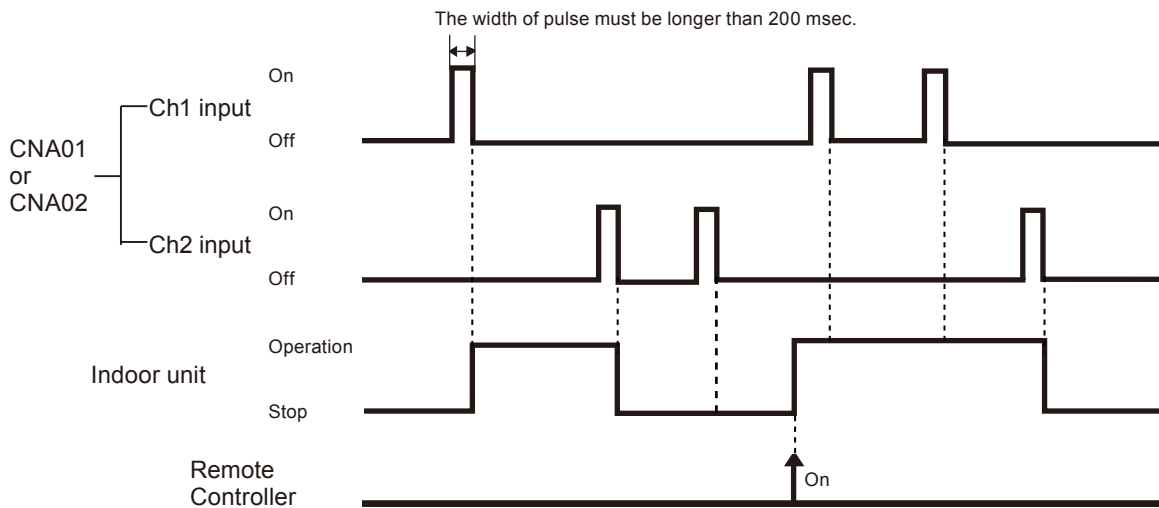 The width of pulse must be longer than 200 msec.
On
Ch1 input
Off
CNA01
or
CNA02
On
Ch2 input
Off
Operation
Indoor unit
Stop
Remote
Controller
On